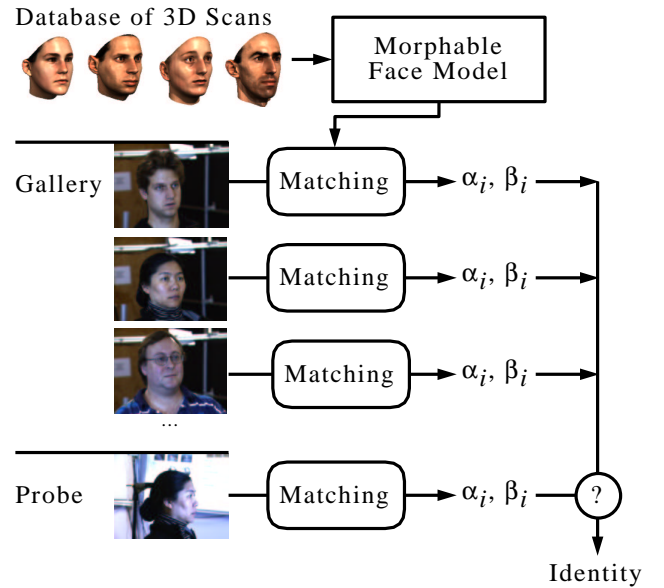 Database of 3D Scans
Morphable
Face Model
Gallery
Matching
αi, βi
Matching
αi, βi
Matching
αi, βi
...
Probe
Matching
αi, βi
?
Identity